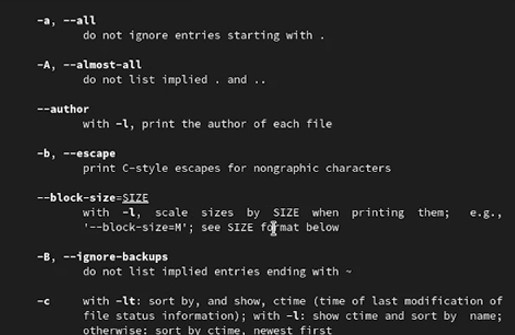 -a, --all
do not ignore entries starting with .
-A, --almost-all
do not list implied . and ..
--author
with -l, print the author of each file
-b, --escape
print C-style escapes for nongraphic characters
--block-size=SIZE
with -l, scale sizes by SIZE when printing them; e.g.,
'--block-size=M'; see SIZE format below
-B, --ignore-backups
do not list implied entries ending with ~
-c with -lt: sort by, and show, ctime (time of last modification of
file status information); with -l: show ctime and sort by name;
otherwise: sort by ctime, newest first